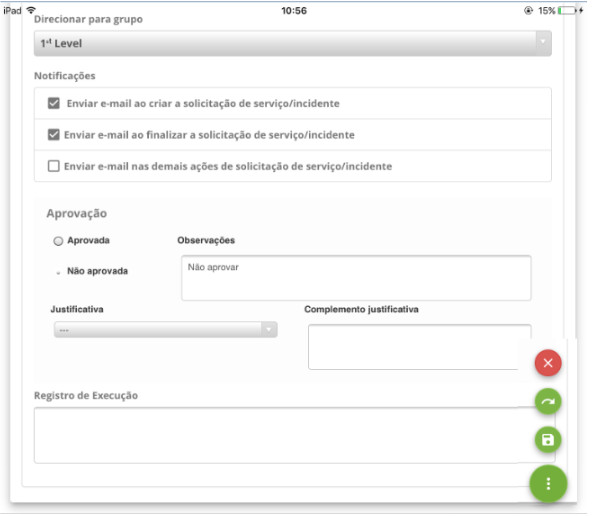 iPad 10:56 15%
Direcionar para grupo
1ˢᵗ Level
Notificações
Enviar e-mail ao criar a solicitação de serviço/incidente
Enviar e-mail ao finalizar a solicitação de serviço/incidente
Enviar e-mail nas demais ações de solicitação de serviço/incidente
Aprovação
Aprovada Observações
Não aprovada Não aprovar
Justificativa Complemento justificativa
---
Registro de Execução